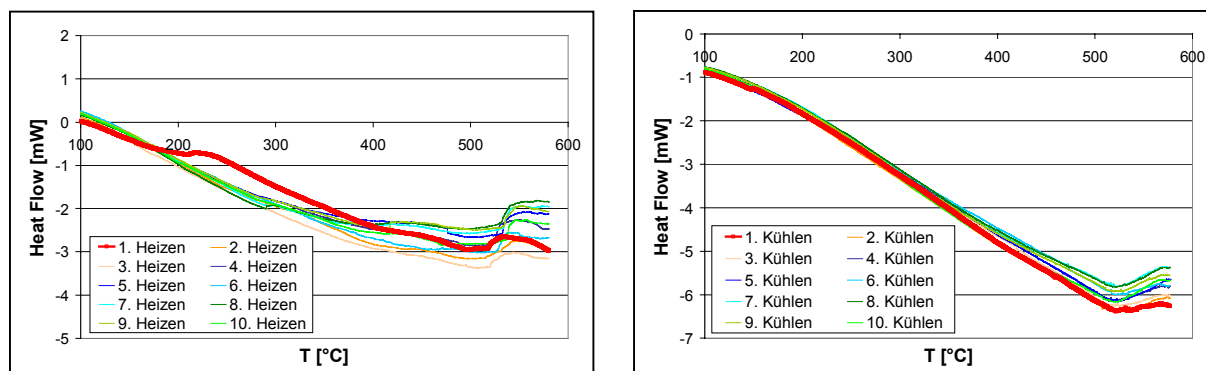 2
1
0
100 200 300 400 500 600
-1
-2
-3
-4
-5
Heat Flow [mW]
T [°C]
1. Heizen 2. Heizen
3. Heizen 4. Heizen
5. Heizen 6. Heizen
7. Heizen 8. Heizen
9. Heizen 10. Heizen
0
100 200 300 400 500 600
-1
-2
-3
-4
-5
-6
-7
Heat Flow [mW]
T [°C]
1. Kühlen 2. Kühlen
3. Kühlen 4. Kühlen
5. Kühlen 6. Kühlen
7. Kühlen 8. Kühlen
9. Kühlen 10. Kühlen